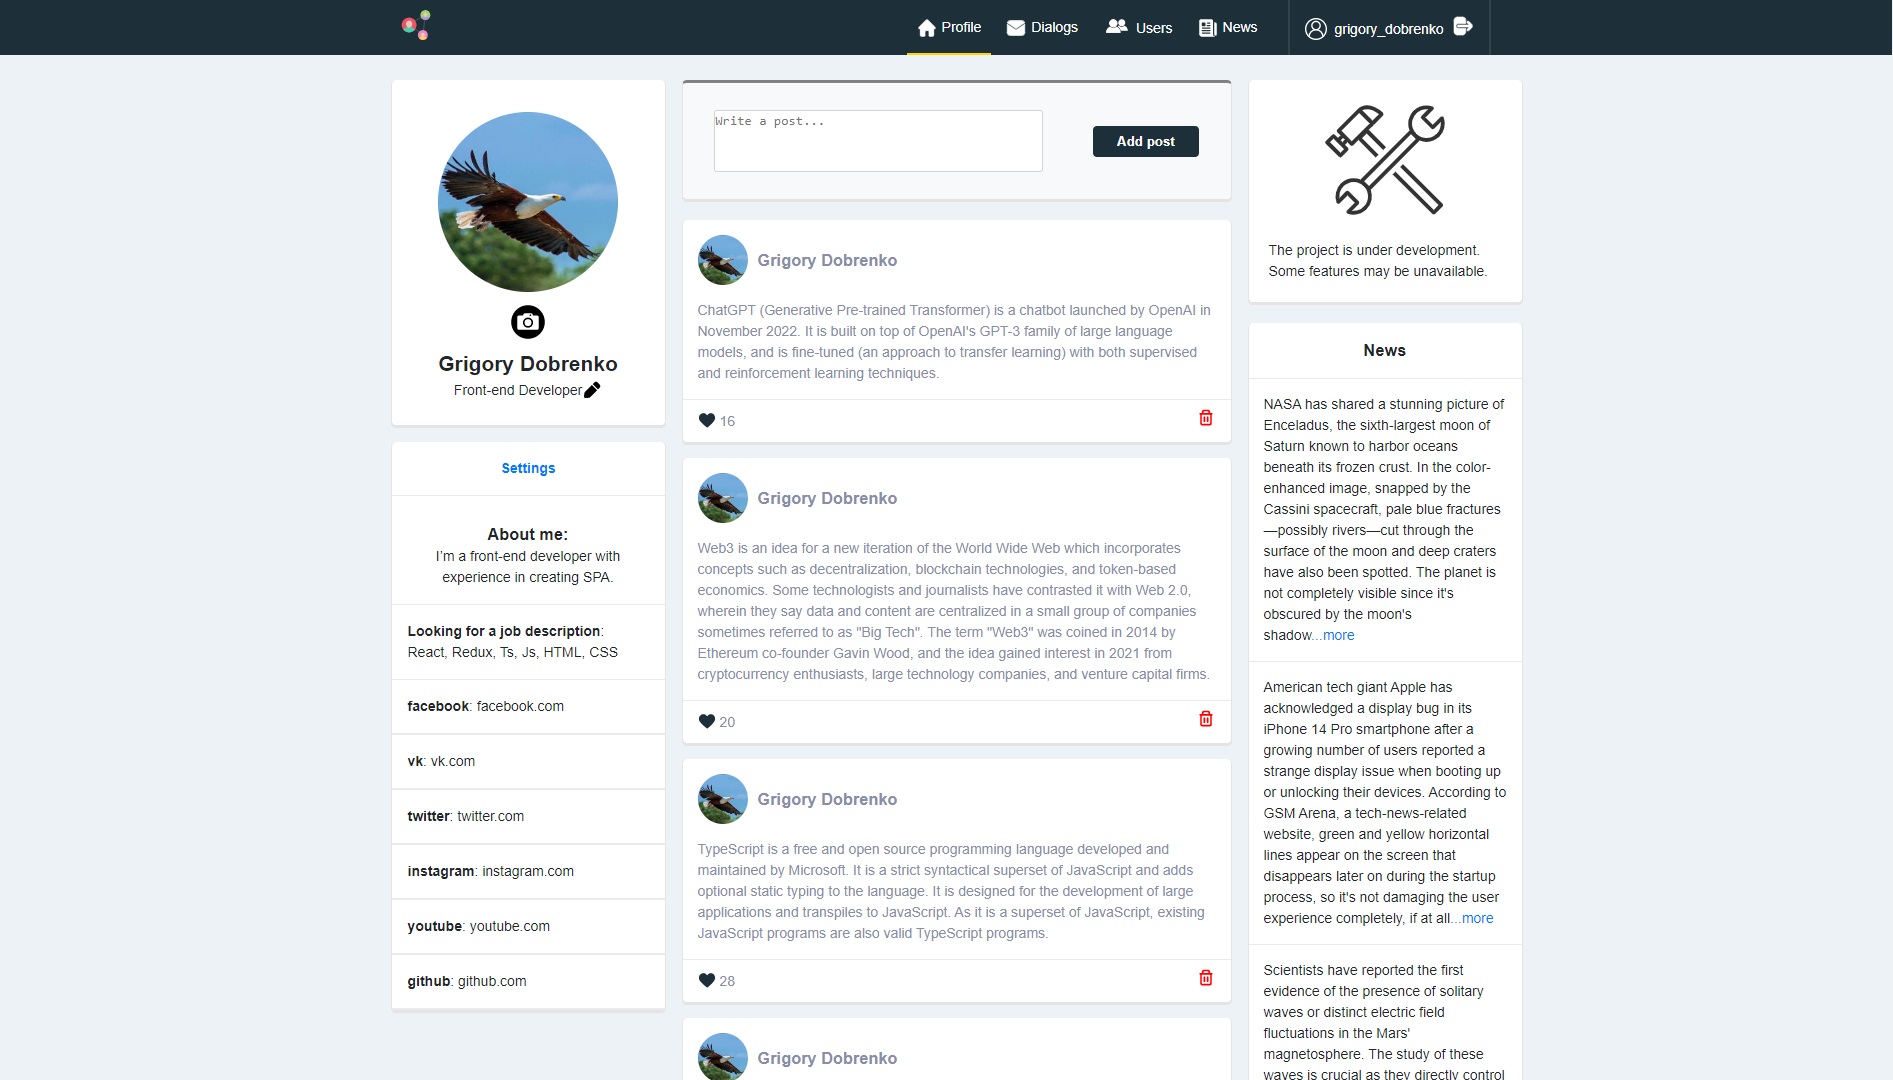 Profile
Dialogs
Users
News
grigory_dobrenko
Grigory Dobrenko
Front-end Developer
Settings
About me:
I'm a front-end developer with
experience in creating SPA.
Looking for a job description:
React, Redux, Ts, Js, HTML, CSS
facebook: facebook.com
vk: vk.com
twitter: twitter.com
instagram: instagram.com
youtube: youtube.com
github: github.com
Write a post...
Add post
Grigory Dobrenko
ChatGPT (Generative Pre-trained Transformer) is a chatbot launched by OpenAI in
November 2022. It is built on top of OpenAI's GPT-3 family of large language
models, and is fine-tuned (an approach to transfer learning) with both supervised
and reinforcement learning techniques.
16
Grigory Dobrenko
Web3 is an idea for a new iteration of the World Wide Web which incorporates
concepts such as decentralization, blockchain technologies, and token-based
economics. Some technologists and journalists have contrasted it with Web 2.0,
wherein they say data and content are centralized in a small group of companies
sometimes referred to as "Big Tech". The term "Web3" was coined in 2014 by
Ethereum co-founder Gavin Wood, and the idea gained interest in 2021 from
cryptocurrency enthusiasts, large technology companies, and venture capital firms.
20
Grigory Dobrenko
TypeScript is a free and open source programming language developed and
maintained by Microsoft. It is a strict syntactical superset of JavaScript and adds
optional static typing to the language. It is designed for the development of large
applications and transpiles to JavaScript. As it is a superset of JavaScript, existing
JavaScript programs are also valid TypeScript programs.
28
Grigory Dobrenko
The project is under development.
Some features may be unavailable.
News
NASA has shared a stunning picture of
Enceladus, the sixth-largest moon of
Saturn known to harbor oceans
beneath its frozen crust. In the color-
enhanced image, snapped by the
Cassini spacecraft, pale blue fractures
—possibly rivers—cut through the
surface of the moon and deep craters
have also been spotted. The planet is
not completely visible since it's
obscured by the moon's
shadow...more
American tech giant Apple has
acknowledged a display bug in its
iPhone 14 Pro smartphone after a
growing number of users reported a
strange display issue when booting up
or unlocking their devices. According to
GSM Arena, a tech-news-related
website, green and yellow horizontal
lines appear on the screen that
disappears later on during the startup
process, so it's not damaging the user
experience completely, if at all...more
Scientists have reported the first
evidence of the presence of solitary
waves or distinct electric field
fluctuations in the Mars'
magnetosphere. The study of these
waves is crucial as they directly control